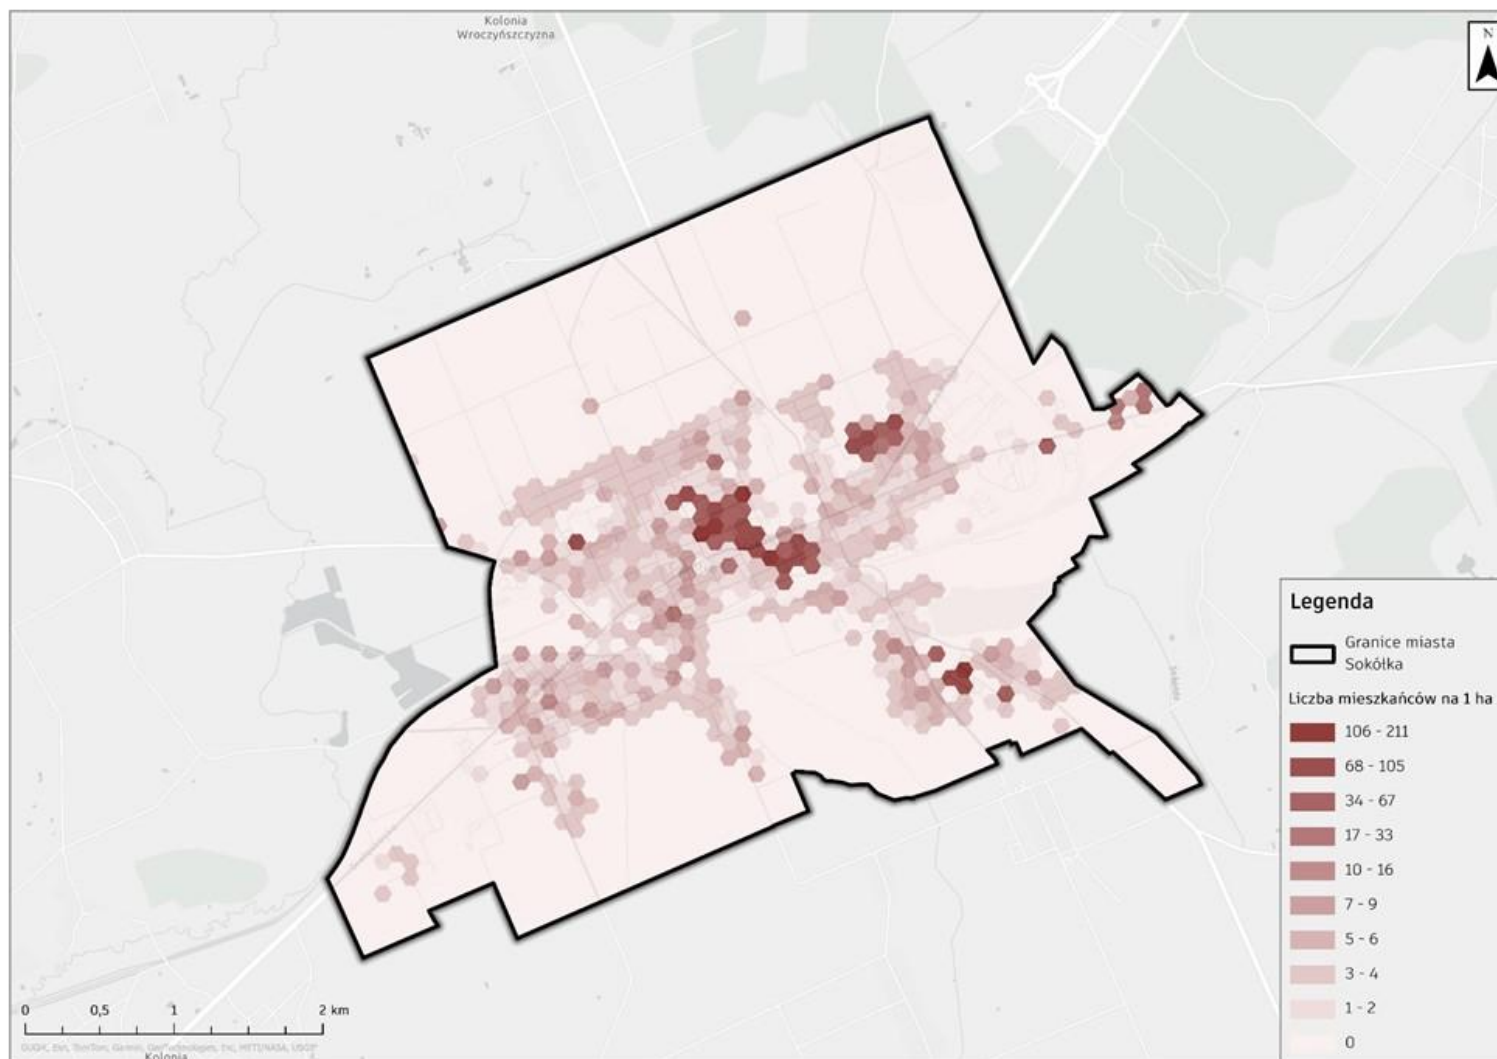 Kolonia
Wroczyńszczyzna
N
Legenda
Granice miasta
Sokółka
Liczba mieszkańców na 1 ha
106 - 211
68 - 105
34 - 67
17 - 33
10 - 16
7 - 9
5 - 6
3 - 4
1 - 2
0
0 0,5 1 2 km
Kolonia